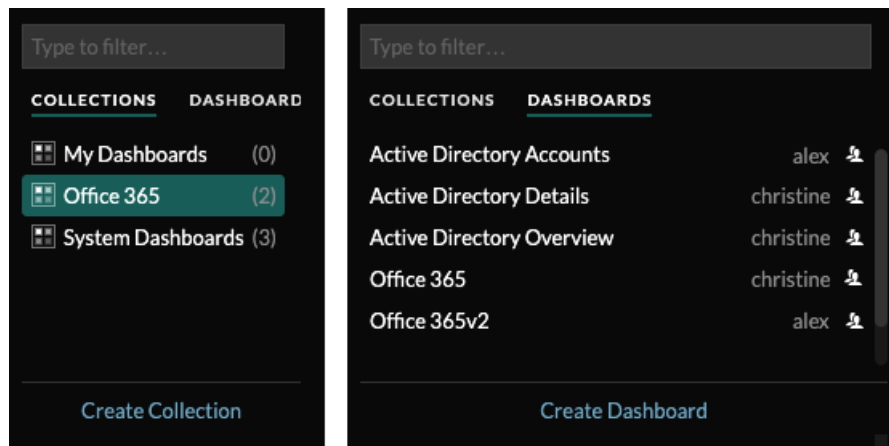 Type to filter...
COLLECTIONS DASHBOARD
My Dashboards (0)
Office 365 (2)
System Dashboards (3)
Create Collection
Type to filter...
COLLECTIONS DASHBOARDS
Active Directory Accounts alex
Active Directory Details christine
Active Directory Overview christine
Office 365 christine
Office 365v2 alex
Create Dashboard